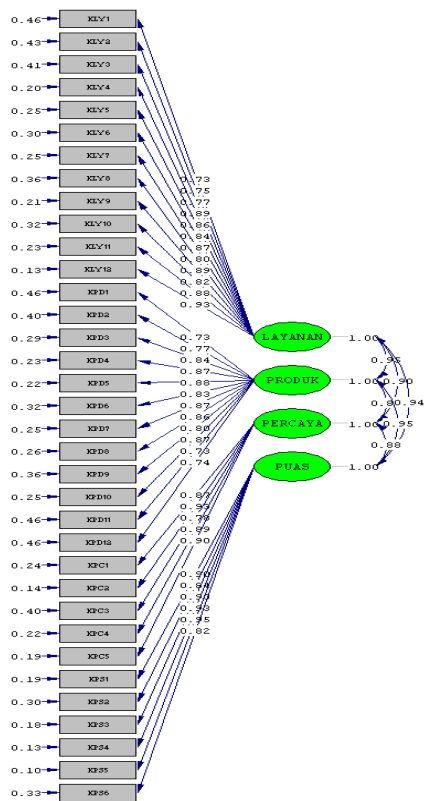 0.46 KLY1
0.43 KLY2
0.41 KLY3
0.20 KLY4
0.25 KLY5
0.30 KLY6
0.25 KLY7
0.36 KLY8
0.21 KLY9
0.32 KLY10
0.23 KLY11
0.13 KLY12
0.46 KPD1
0.40 KPD2
0.29 KPD3
0.23 KPD4
0.22 KPD5
0.32 KPD6
0.25 KPD7
0.26 KPD8
0.36 KPD9
0.25 KPD10
0.46 KPD11
0.46 KPD12
0.24 KPC1
0.14 KPC2
0.40 KPC3
0.22 KPC4
0.19 KPC5
0.19 KPS1
0.30 KPS2
0.18 KPS3
0.13 KPS4
0.10 KPS5
0.33 KPS6
0.73
0.75
0.77
0.89
0.86
0.84
0.87
0.80
0.89
0.82
0.88
0.93
0.73
0.77
0.84
0.87
0.88
0.83
0.87
0.86
0.80
0.87
0.73
0.74
0.87
0.93
0.89
0.90
0.90
0.84
0.93
0.95
0.82
LAYANAN 1.00
0.95
PRODUK 1.00 0.90
0.94
PERCAYA 1.00 0.95
0.88
PUAS 1.00